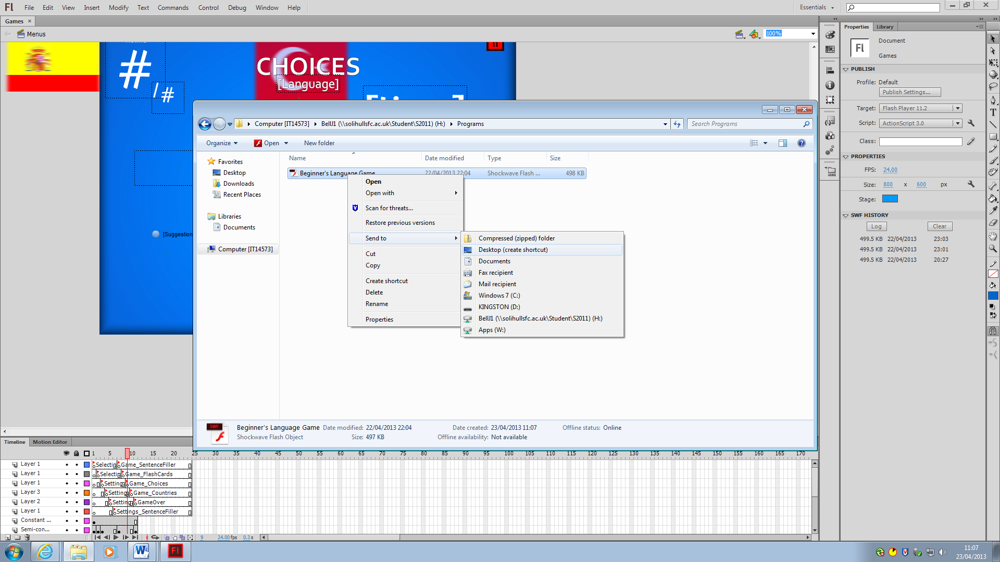 Fl File Edit View Insert Modify Text Commands Control Debug Window Help Essentials
Games ×
Menus 100%
#
/#
CHOICES
[Language]
[Suggestion
Computer [IT14573] BellJ1 (\\solihullsfc.ac.uk\Student\S2011) (H:) Programs Search Programs
Organize Open New folder
Favorites
Desktop
Downloads
Recent Places
Libraries
Documents
Computer [IT14573]
Name Date modified Type Size
Beginner's Language Game 22/04/2013 22:04 Shockwave Flash ... 498 KB
Open
Open with
Scan for threats...
Restore previous versions
Send to
Cut
Copy
Create shortcut
Delete
Rename
Properties
Compressed (zipped) folder
Desktop (create shortcut)
Documents
Fax recipient
Mail recipient
Windows 7 (C:)
KINGSTON (D:)
BellJ1 (\\solihullsfc.ac.uk\Student\S2011) (H:)
Apps (W:)
SWF
Beginner's Language Game Date modified: 22/04/2013 22:04 Date created: 23/04/2013 11:07 Offline status: Online
Shockwave Flash Object Size: 497 KB Offline availability: Not available
Properties Library
Fl
Document
Games
PUBLISH
Profile: Default
Publish Settings...
Target: Flash Player 11.2
Script: ActionScript 3.0
Class:
PROPERTIES
FPS: 24.00
Size: 800 x 600 px
Stage:
SWF HISTORY
Log Clear
499.5 KB 22/04/2013 23:03
499.5 KB 22/04/2013 23:01
499.5 KB 22/04/2013 20:27
Timeline Motion Editor
1 5 10 15 20 25 30 35 40 45 50 55 60 65 70 75 80 85 90 95 100 105 110 115 120 125 130 135 140 145 150 155 160 165 170
Layer 1 Selecti Game_SentenceFiller
Layer 1 Selecti Game_FlashCards
Layer 1 Setting Game_Choices
Layer 3 Setting Game_Countries
Layer 2 Setting GameOver
Layer 1 Settings_SentenceFiller
Constant ...
Semi-con...
9 24.00 fps 0.3 s
W Fl
11:07
23/04/2013